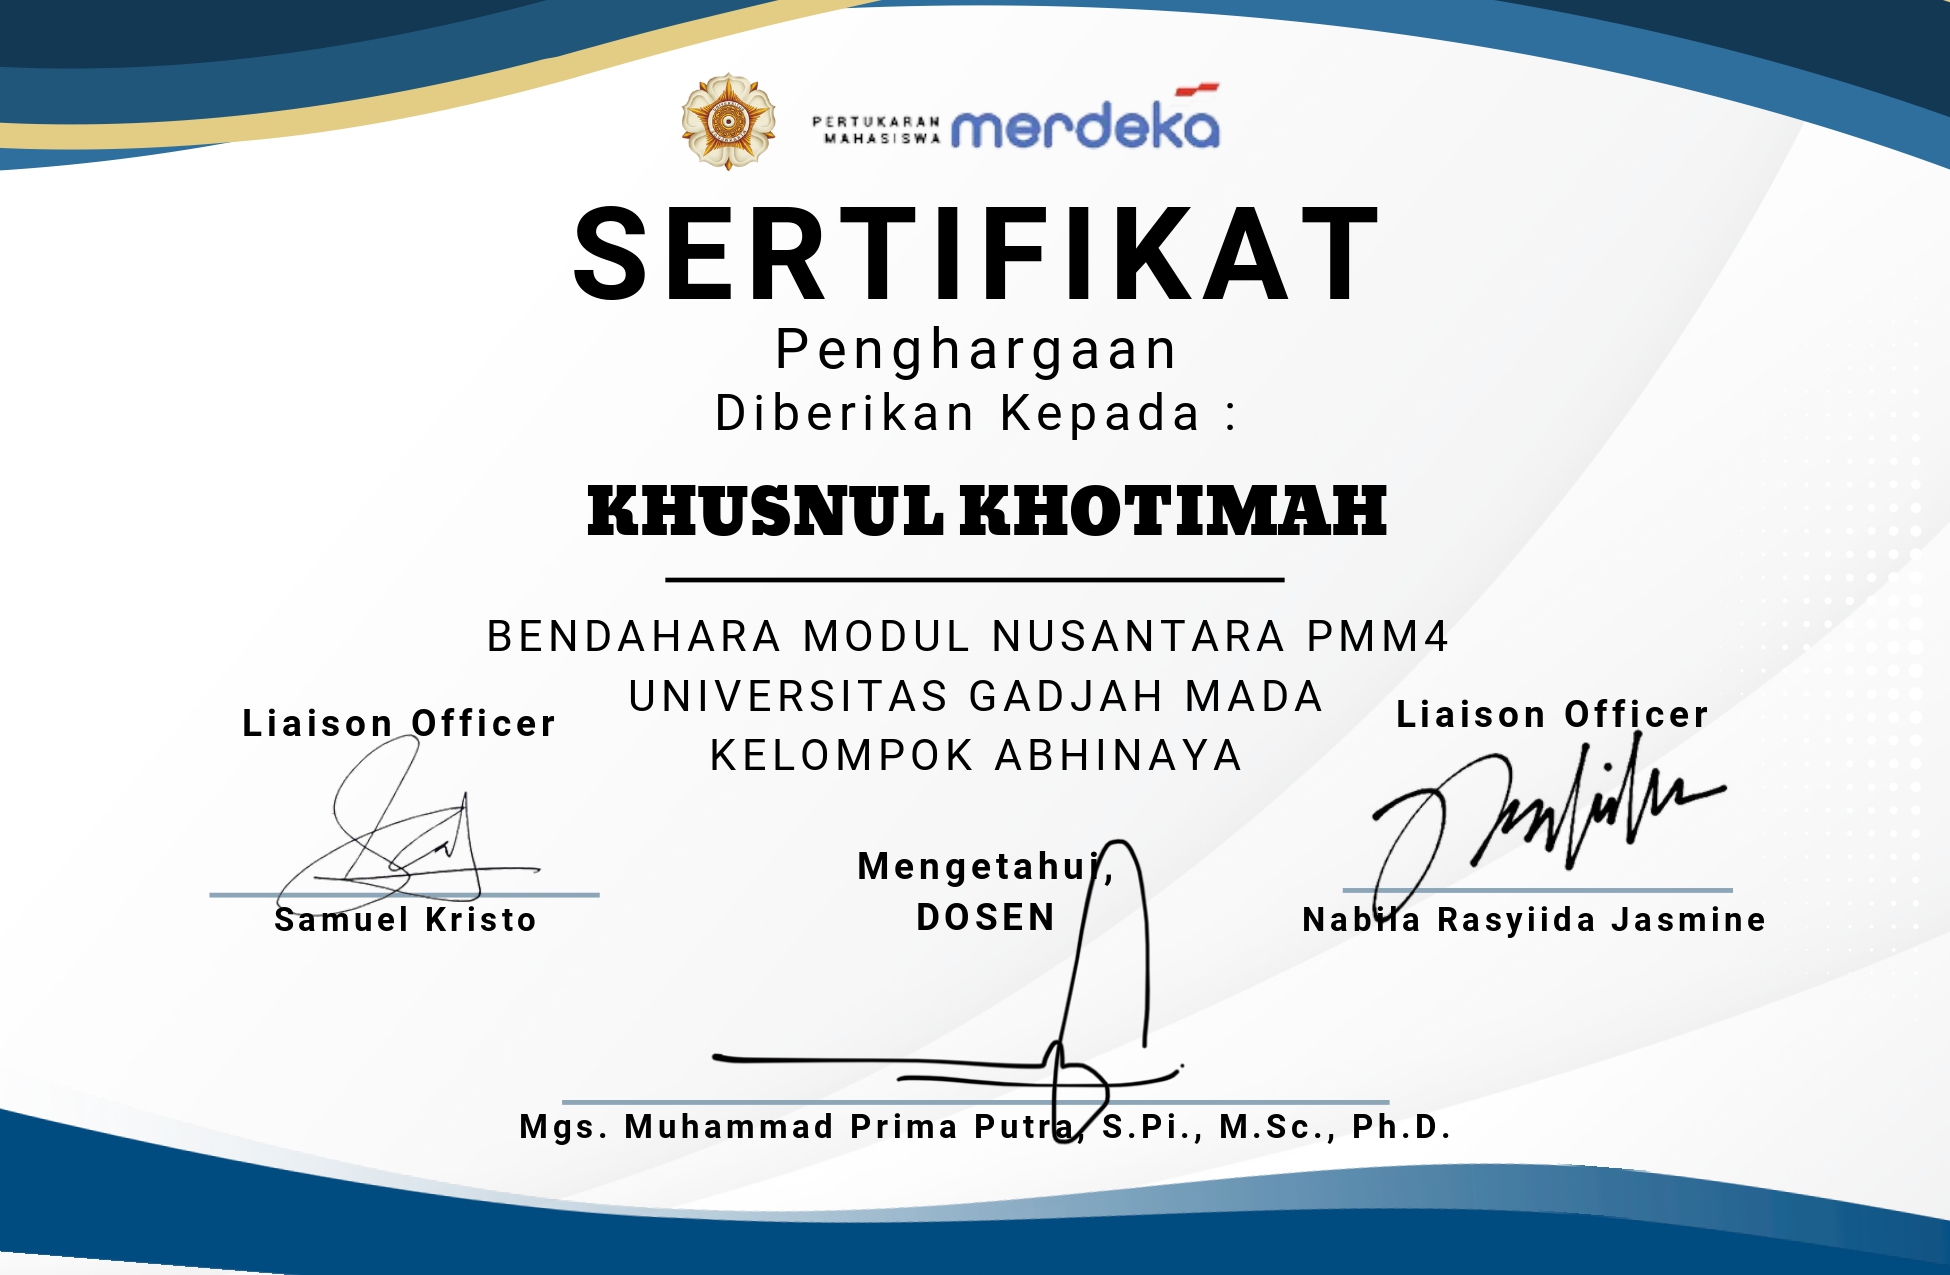 PERTUKARAN
MAHASISWA merdeka
SERTIFIKAT
Penghargaan
Diberikan Kepada :
KHUSNUL KHOTIMAH
BENDAHARA MODUL NUSANTARA PMM4
UNIVERSITAS GADJAH MADA
KELOMPOK ABHINAYA
Liaison Officer
Samuel Kristo
Liaison Officer
Nabila Rasyiida Jasmine
Mengetahui,
DOSEN
Mgs. Muhammad Prima Putra, S.Pi., M.Sc., Ph.D.